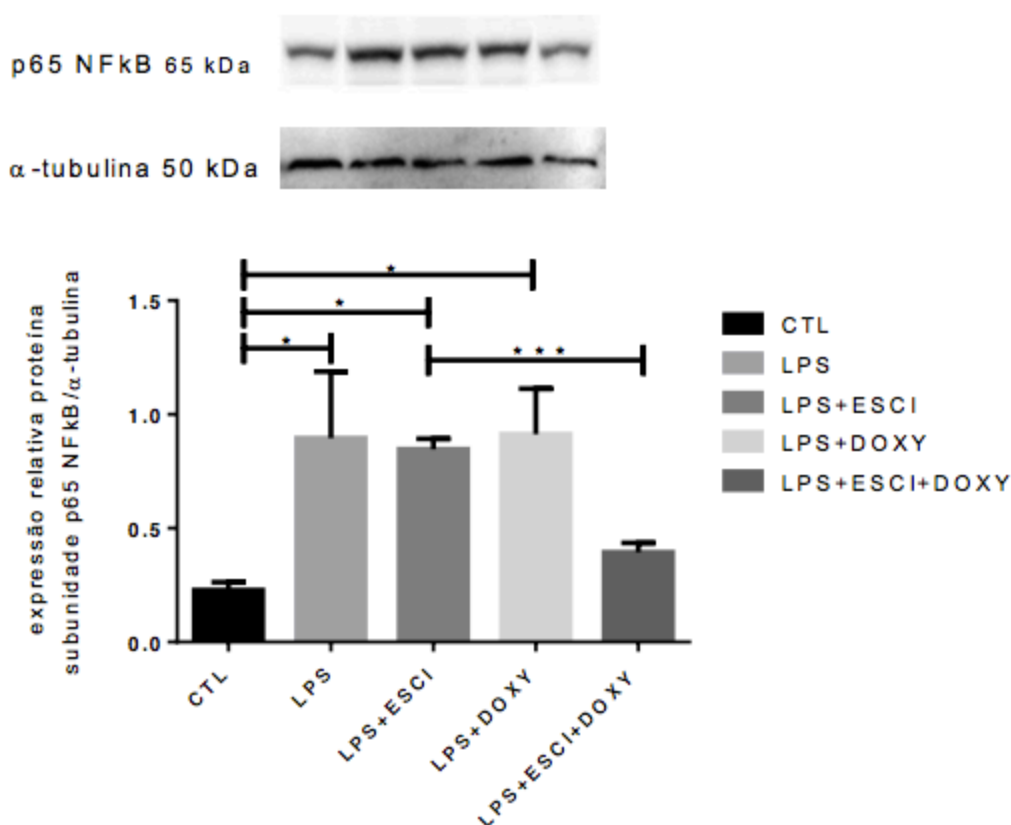 p65 NFkB 65 kDa
α-tubulina 50 kDa
expressão relativa proteína
subunidade p65 NFkB/α-tubulina
1.5
1.0
0.5
0.0
*
*
*
* * *
CTL
LPS
LPS+ESCI
LPS+DOXY
LPS+ESCI+DOXY
CTL
LPS
LPS+ESCI
LPS+DOXY
LPS+ESCI+DOXY